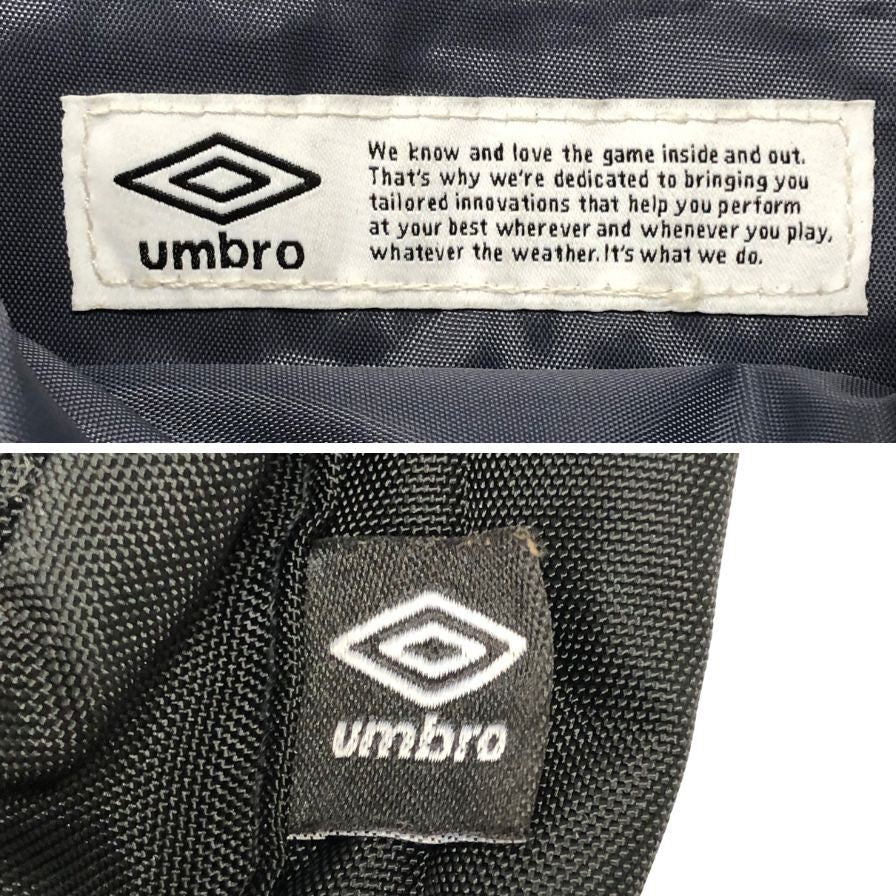 umbro
We know and love the game inside and out.
That's why we're dedicated to bringing you
tailored innovations that help you perform
at your best wherever and whenever you play,
whatever the weather. It's what we do.
umbro